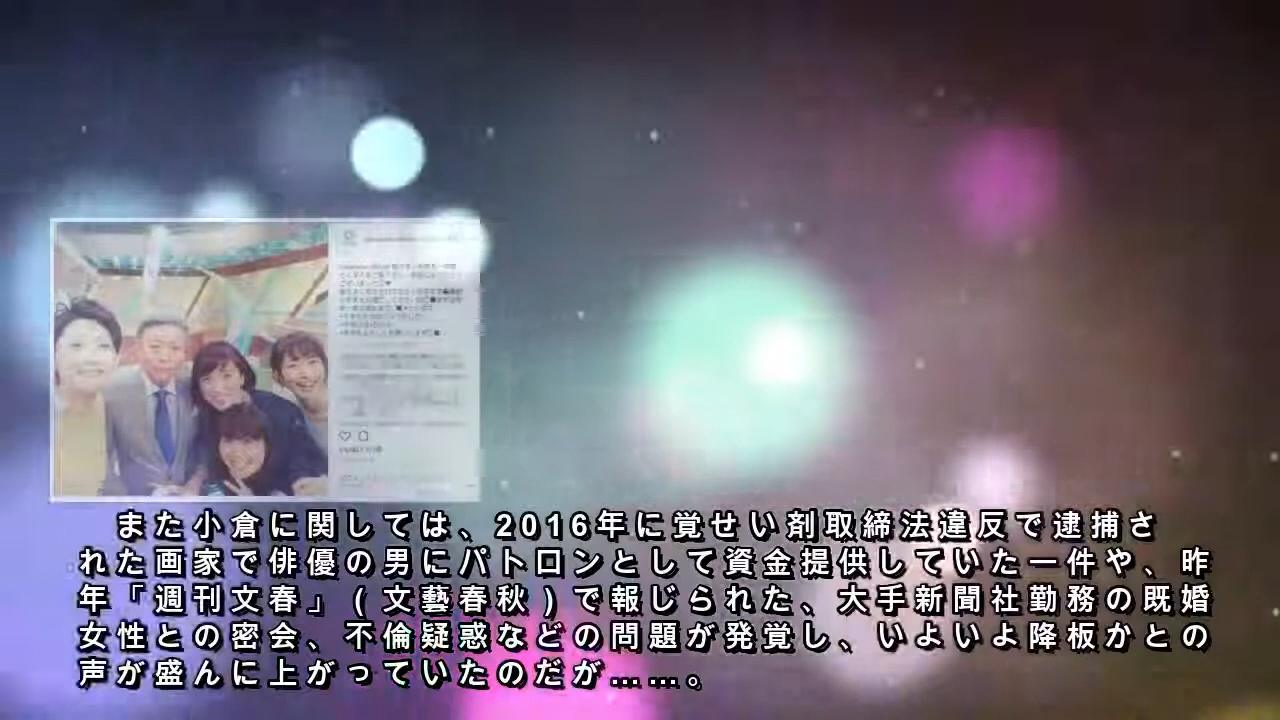 また小倉に関しては、2016年に覚せい剤取締法違反で逮捕さ
れた画家で俳優の男にパトロンとして資金提供していた一件や、昨
年「週刊文春」(文藝春秋)で報じられた、大手新聞社勤務の既婚
女性との密会、不倫疑惑などの問題が発覚し、いよいよ降板かとの
声が盛んに上がっていたのだが……。